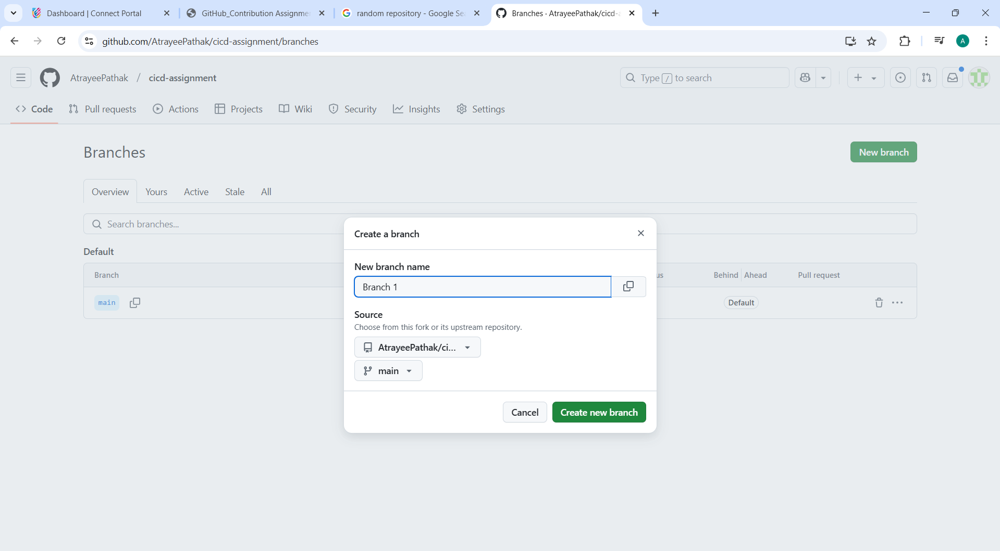 Dashboard | Connect Portal
GitHub_Contribution Assignmen
random repository - Google Sea
Branches · AtrayeePathak/cicd-a
github.com/AtrayeePathak/cicd-assignment/branches
A
AtrayeePathak / cicd-assignment
Type / to search
Code
Pull requests
Actions
Projects
Wiki
Security
Insights
Settings
Branches
New branch
Overview
Yours
Active
Stale
All
Search branches...
Default
Branch
us
Behind
Ahead
Pull request
main
Default
Create a branch
New branch name
Branch 1
Source
Choose from this fork or its upstream repository.
AtrayeePathak/ci...
main
Cancel
Create new branch